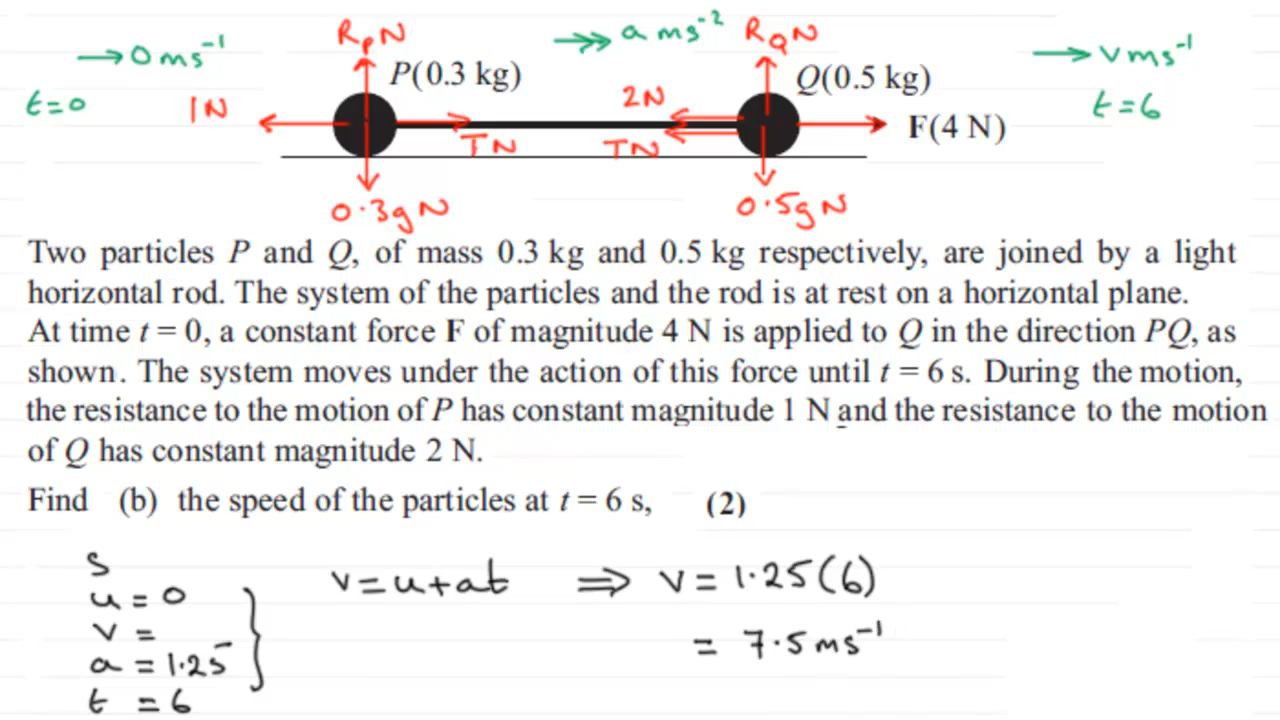 → 0 ms⁻¹
t = 0
R_P N
P(0.3 kg)
1N
TN
0.3g N
a ms⁻²
R_Q N
Q(0.5 kg)
2N
TN
F(4 N)
0.5g N
→ v ms⁻¹
t = 6
Two particles P and Q, of mass 0.3 kg and 0.5 kg respectively, are joined by a light
horizontal rod. The system of the particles and the rod is at rest on a horizontal plane.
At time t = 0, a constant force F of magnitude 4 N is applied to Q in the direction PQ, as
shown. The system moves under the action of this force until t = 6 s. During the motion,
the resistance to the motion of P has constant magnitude 1 N and the resistance to the motion
of Q has constant magnitude 2 N.
Find (b) the speed of the particles at t = 6 s, (2)
s
u = 0
v =
a = 1.25
t = 6
v = u + at ⇒ v = 1.25(6)
= 7.5 ms⁻¹